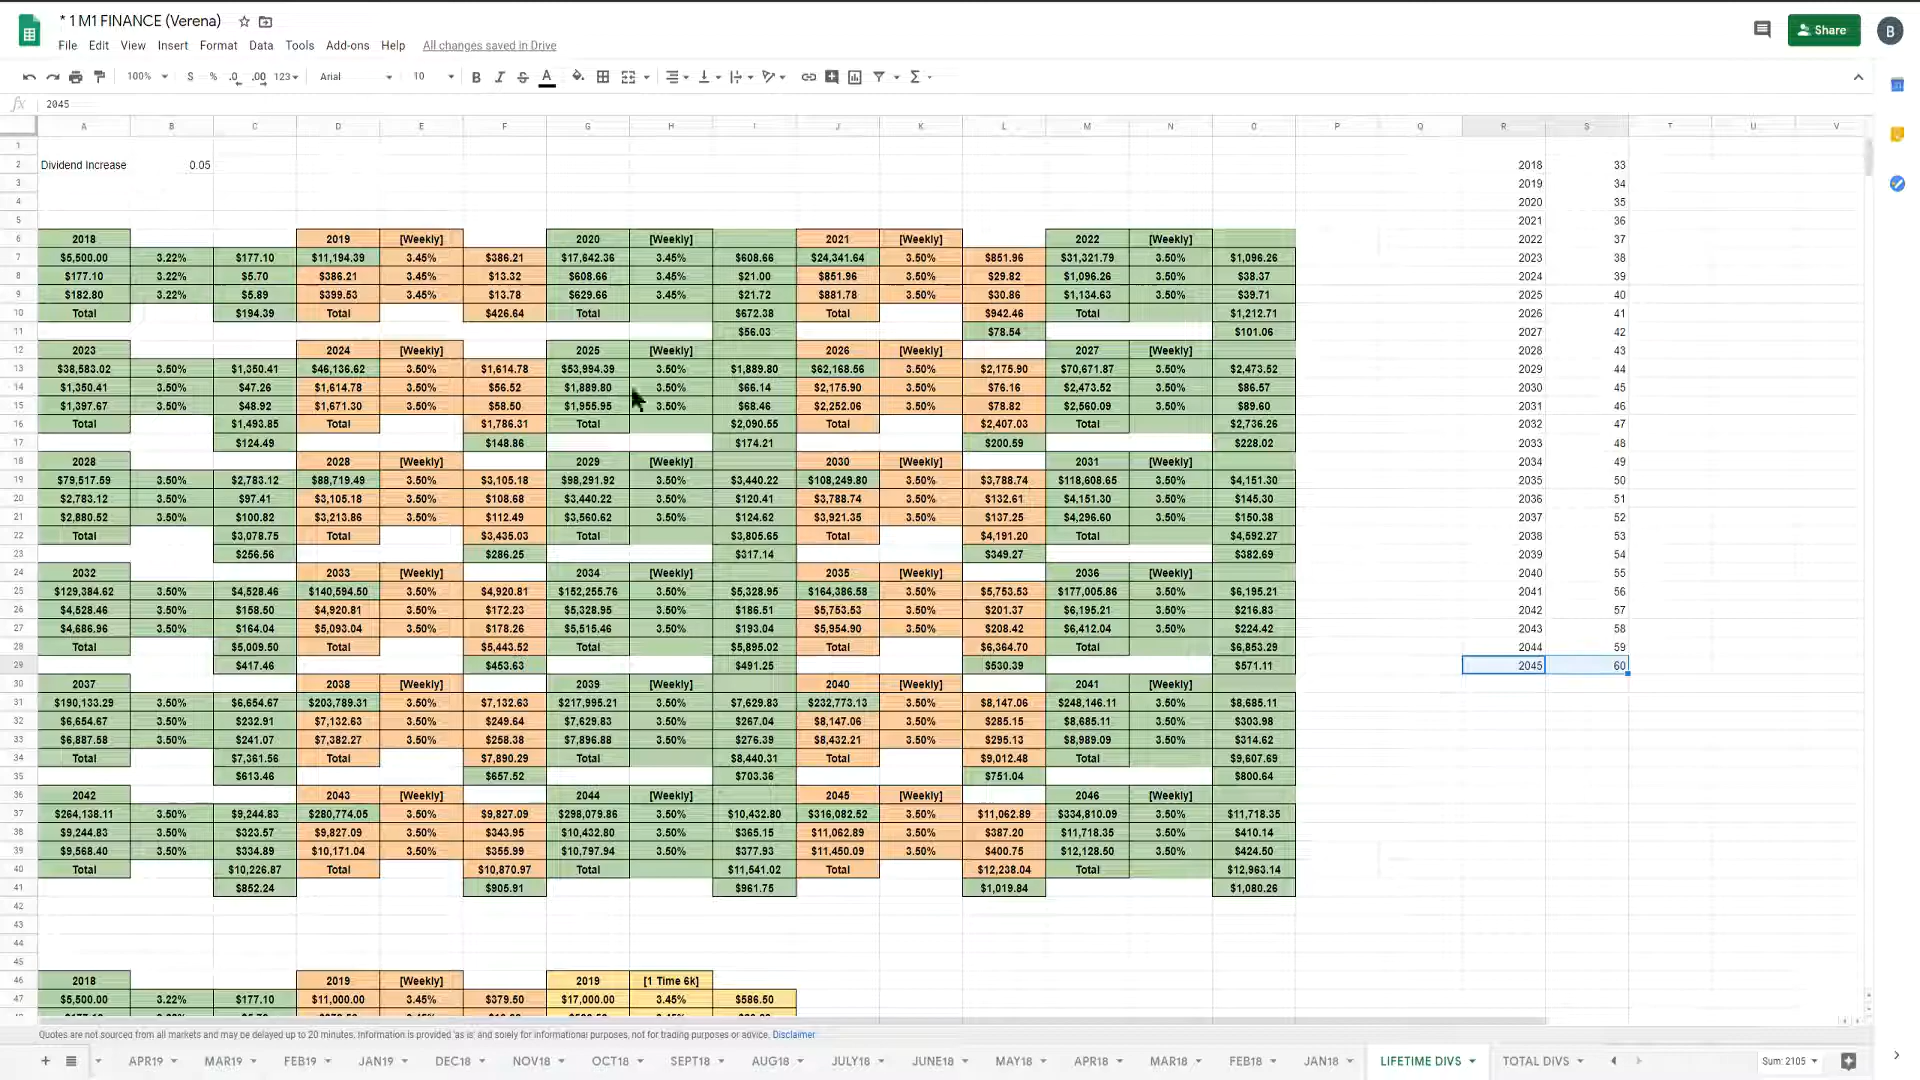 * 1 M1 FINANCE (Verena)
File Edit View Insert Format Data Tools Add-ons Help All changes saved in Drive
Share B
100% $ % .0 .00 123 Arial 10 B I S A
fx 2045
A B C D E F G H I J K L M N O P Q R S T U V
1
2 Dividend Increase 0.05 2018 33
3 2019 34
4 2020 35
5 2021 36
6 2018 2019 [Weekly] 2020 [Weekly] 2021 [Weekly] 2022 [Weekly] 2022 37
7 $5,500.00 3.22% $177.10 $11,194.39 3.45% $386.21 $17,642.36 3.45% $608.66 $24,341.64 3.50% $851.96 $31,321.79 3.50% $1,096.26 2023 38
8 $177.10 3.22% $5.70 $386.21 3.45% $13.32 $608.66 3.45% $21.00 $851.96 3.50% $29.82 $1,096.26 3.50% $38.37 2024 39
9 $182.80 3.22% $5.89 $399.53 3.45% $13.78 $629.66 3.45% $21.72 $881.78 3.50% $30.86 $1,134.63 3.50% $39.71 2025 40
10 Total $194.39 Total $426.64 Total $672.38 Total $942.46 Total $1,212.71 2026 41
11 $56.03 $78.54 $101.06 2027 42
12 2023 2024 [Weekly] 2025 [Weekly] 2026 [Weekly] 2027 [Weekly] 2028 43
13 $38,583.02 3.50% $1,350.41 $46,136.62 3.50% $1,614.78 $53,994.39 3.50% $1,889.80 $62,168.56 3.50% $2,175.90 $70,671.87 3.50% $2,473.52 2029 44
14 $1,350.41 3.50% $47.26 $1,614.78 3.50% $56.52 $1,889.80 3.50% $66.14 $2,175.90 3.50% $76.16 $2,473.52 3.50% $86.57 2030 45
15 $1,397.67 3.50% $48.92 $1,671.30 3.50% $58.50 $1,955.95 3.50% $68.46 $2,252.06 3.50% $78.82 $2,560.09 3.50% $89.60 2031 46
16 Total $1,493.85 Total $1,786.31 Total $2,090.55 Total $2,407.03 Total $2,736.26 2032 47
17 $124.49 $148.86 $174.21 $200.59 $228.02 2033 48
18 2028 2028 [Weekly] 2029 [Weekly] 2030 [Weekly] 2031 [Weekly] 2034 49
19 $79,517.59 3.50% $2,783.12 $88,719.49 3.50% $3,105.18 $98,291.92 3.50% $3,440.22 $108,249.80 3.50% $3,788.74 $118,608.65 3.50% $4,151.30 2035 50
20 $2,783.12 3.50% $97.41 $3,105.18 3.50% $108.68 $3,440.22 3.50% $120.41 $3,788.74 3.50% $132.61 $4,151.30 3.50% $145.30 2036 51
21 $2,880.52 3.50% $100.82 $3,213.86 3.50% $112.49 $3,560.62 3.50% $124.62 $3,921.35 3.50% $137.25 $4,296.60 3.50% $150.38 2037 52
22 Total $3,078.75 Total $3,435.03 Total $3,805.65 Total $4,191.20 Total $4,592.27 2038 53
23 $256.56 $286.25 $317.14 $349.27 $382.69 2039 54
24 2032 2033 [Weekly] 2034 [Weekly] 2035 [Weekly] 2036 [Weekly] 2040 55
25 $129,384.62 3.50% $4,528.46 $140,594.50 3.50% $4,920.81 $152,255.76 3.50% $5,328.95 $164,386.58 3.50% $5,753.53 $177,005.86 3.50% $6,195.21 2041 56
26 $4,528.46 3.50% $158.50 $4,920.81 3.50% $172.23 $5,328.95 3.50% $186.51 $5,753.53 3.50% $201.37 $6,195.21 3.50% $216.83 2042 57
27 $4,686.96 3.50% $164.04 $5,093.04 3.50% $178.26 $5,515.46 3.50% $193.04 $5,954.90 3.50% $208.42 $6,412.04 3.50% $224.42 2043 58
28 Total $5,009.50 Total $5,443.52 Total $5,895.02 Total $6,364.70 Total $6,853.29 2044 59
29 $417.46 $453.63 $491.25 $530.39 $571.11 2045 60
30 2037 2038 [Weekly] 2039 [Weekly] 2040 [Weekly] 2041 [Weekly]
31 $190,133.29 3.50% $6,654.67 $203,789.31 3.50% $7,132.63 $217,995.21 3.50% $7,629.83 $232,773.13 3.50% $8,147.06 $248,146.11 3.50% $8,685.11
32 $6,654.67 3.50% $232.91 $7,132.63 3.50% $249.64 $7,629.83 3.50% $267.04 $8,147.06 3.50% $285.15 $8,685.11 3.50% $303.98
33 $6,887.58 3.50% $241.07 $7,382.27 3.50% $258.38 $7,896.88 3.50% $276.39 $8,432.21 3.50% $295.13 $8,989.09 3.50% $314.62
34 Total $7,361.56 Total $7,890.29 Total $8,440.31 Total $9,012.48 Total $9,607.69
35 $613.46 $657.52 $703.36 $751.04 $800.64
36 2042 2043 [Weekly] 2044 [Weekly] 2045 [Weekly] 2046 [Weekly]
37 $264,138.11 3.50% $9,244.83 $280,774.05 3.50% $9,827.09 $298,079.86 3.50% $10,432.80 $316,082.52 3.50% $11,062.89 $334,810.09 3.50% $11,718.35
38 $9,244.83 3.50% $323.57 $9,827.09 3.50% $343.95 $10,432.80 3.50% $365.15 $11,062.89 3.50% $387.20 $11,718.35 3.50% $410.14
39 $9,568.40 3.50% $334.89 $10,171.04 3.50% $355.99 $10,797.94 3.50% $377.93 $11,450.09 3.50% $400.75 $12,128.50 3.50% $424.50
40 Total $10,226.87 Total $10,870.97 Total $11,541.02 Total $12,238.04 Total $12,963.14
41 $852.24 $905.91 $961.75 $1,019.84 $1,080.26
42
43
44
45
46 2018 2019 [Weekly] 2019 [1 Time 6k]
47 $5,500.00 3.22% $177.10 $11,000.00 3.45% $379.50 $17,000.00 3.45% $586.50
Quotes are not sourced from all markets and may be delayed up to 20 minutes. Information is provided 'as is' and solely for informational purposes, not for trading purposes or advice. Disclaimer
APR19 MAR19 FEB19 JAN19 DEC18 NOV18 OCT18 SEPT18 AUG18 JULY18 JUNE18 MAY18 APR18 MAR18 FEB18 JAN18 LIFETIME DIVS TOTAL DIVS Sum: 2105